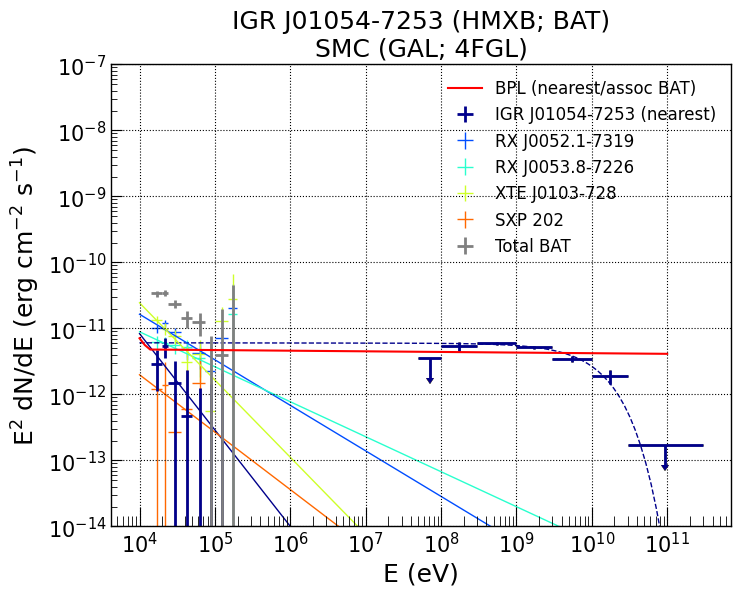 IGR J01054-7253 (HMXB; BAT)
SMC (GAL; 4FGL)
BPL (nearest/assoc BAT)
IGR J01054-7253 (nearest)
RX J0052.1-7319
RX J0053.8-7226
XTE J0103-728
SXP 202
Total BAT
E² dN/dE (erg cm⁻² s⁻¹)
10⁻⁷
10⁻⁸
10⁻⁹
10⁻¹⁰
10⁻¹¹
10⁻¹²
10⁻¹³
10⁻¹⁴
10⁴ 10⁵ 10⁶ 10⁷ 10⁸ 10⁹ 10¹⁰ 10¹¹
E (eV)